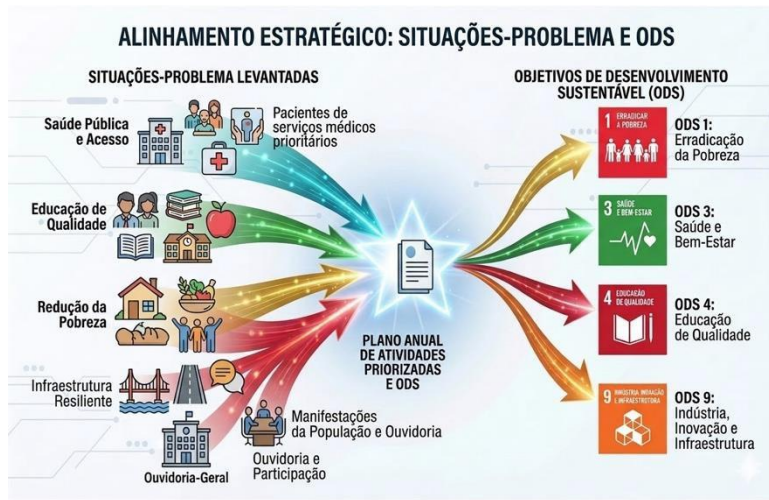 ALINHAMENTO ESTRATÉGICO: SITUAÇÕES-PROBLEMA E ODS
SITUAÇÕES-PROBLEMA LEVANTADAS
Saúde Pública
e Acesso
Pacientes de
serviços médicos
prioritários
Educação de
Qualidade
Redução da
Pobreza
Infraestrutura
Resiliente
Ouvidoria-Geral
Manifestações
da População e Ouvidoria
Ouvidoria e
Participação
PLANO ANUAL
DE ATIVIDADES
PRIORIZADAS
E ODS
OBJETIVOS DE DESENVOLVIMENTO
SUSTENTÁVEL (ODS)
1 ERRADICAR
A POBREZA
ODS 1:
Erradicação
da Pobreza
3 SAÚDE
E BEM-ESTAR
ODS 3:
Saúde e
Bem-Estar
4 EDUCAÉÃO
DE QUALIDADE
ODS 4:
Educação
de Qualidade
9
E INFRAESTRUTURA
ODS 9:
Indústria,
Inovação e
Infraestrutura